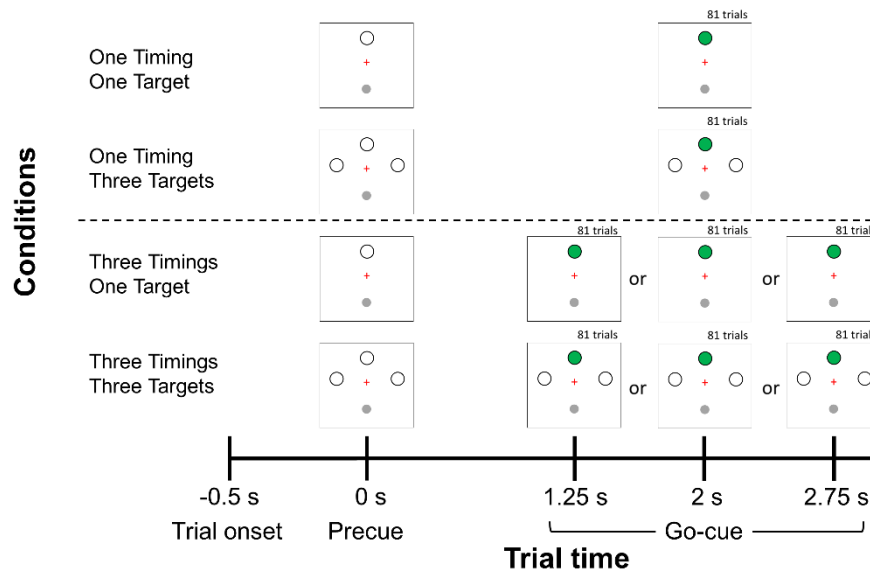 81 trials
81 trials
One Timing
One Target
81 trials
One Timing
Three Targets
81 trials
81 trials
81 trials
Three Timings
One Target
or
or
81 trials
81 trials
81 trials
Three Timings
Three Targets
or
or
Conditions
-0.5 s
0 s
1.25 s
2 s
2.75 s
Trial onset
Precue
Go-cue
Trial time